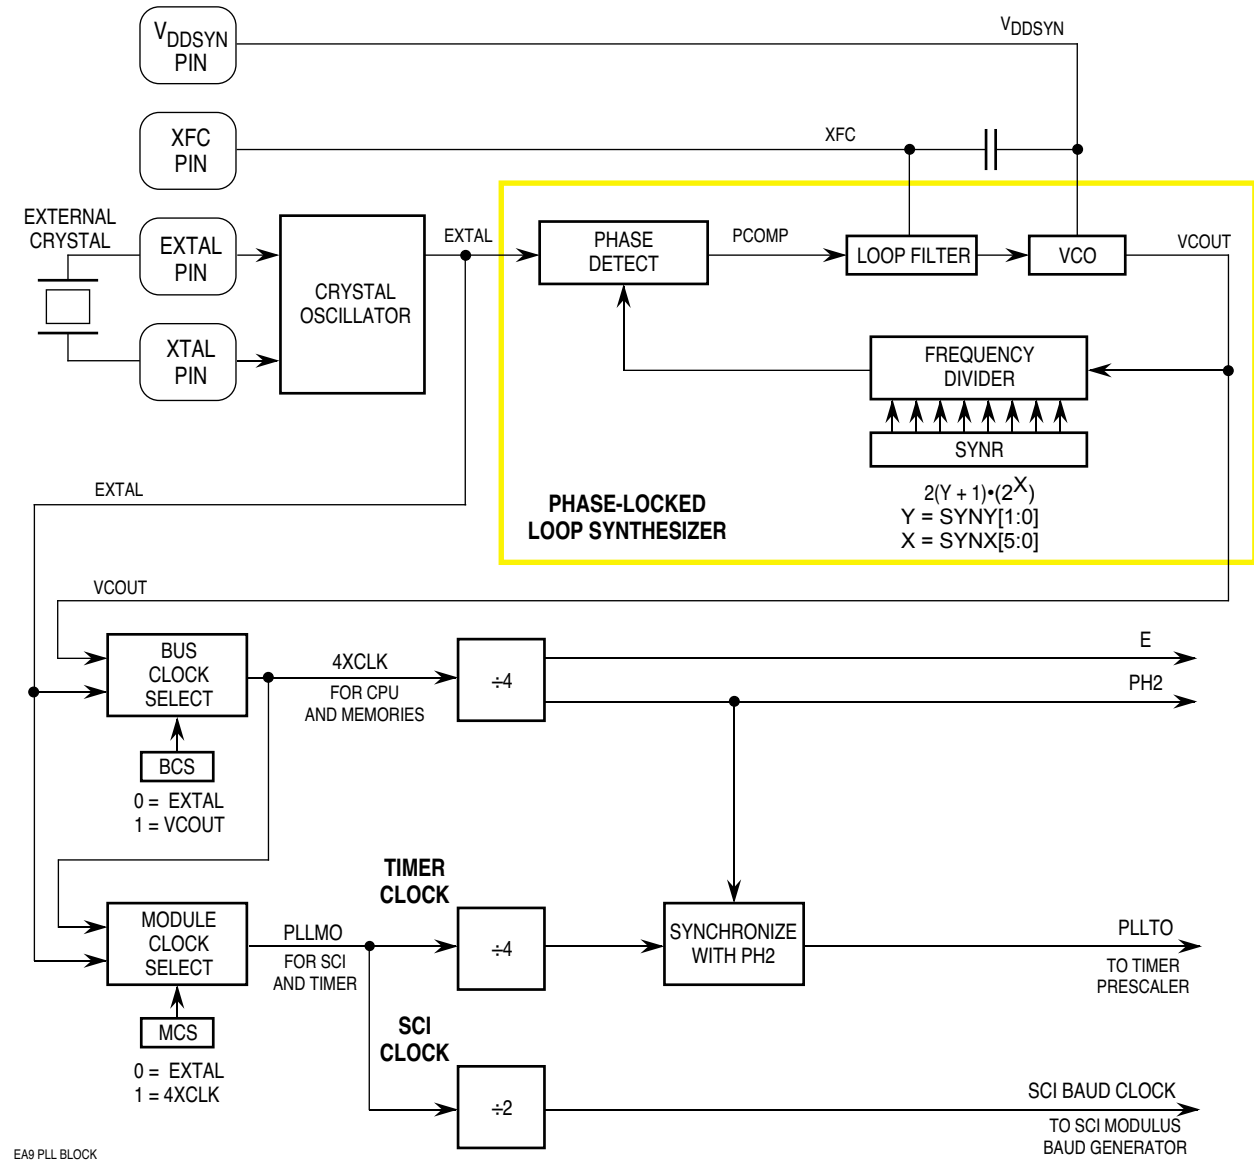 VDDSYN
PIN
VDDSYN
XFC
PIN
XFC
EXTERNAL
CRYSTAL
EXTAL
PIN
XTAL
PIN
CRYSTAL
OSCILLATOR
EXTAL
PHASE
DETECT
PCOMP
LOOP FILTER
VCO
VCOUT
FREQUENCY
DIVIDER
SYNR
2(Y + 1)•(2X)
Y = SYNY[1:0]
X = SYNX[5:0]
PHASE-LOCKED
LOOP SYNTHESIZER
EXTAL
VCOUT
BUS
CLOCK
SELECT
4XCLK
FOR CPU
AND MEMORIES
÷4
E
PH2
BCS
0 = EXTAL
1 = VCOUT
MODULE
CLOCK
SELECT
PLLMO
FOR SCI
AND TIMER
TIMER
CLOCK
÷4
SYNCHRONIZE
WITH PH2
PLLTO
TO TIMER
PRESCALER
MCS
0 = EXTAL
1 = 4XCLK
SCI
CLOCK
÷2
SCI BAUD CLOCK
TO SCI MODULUS
BAUD GENERATOR
EA9 PLL BLOCK